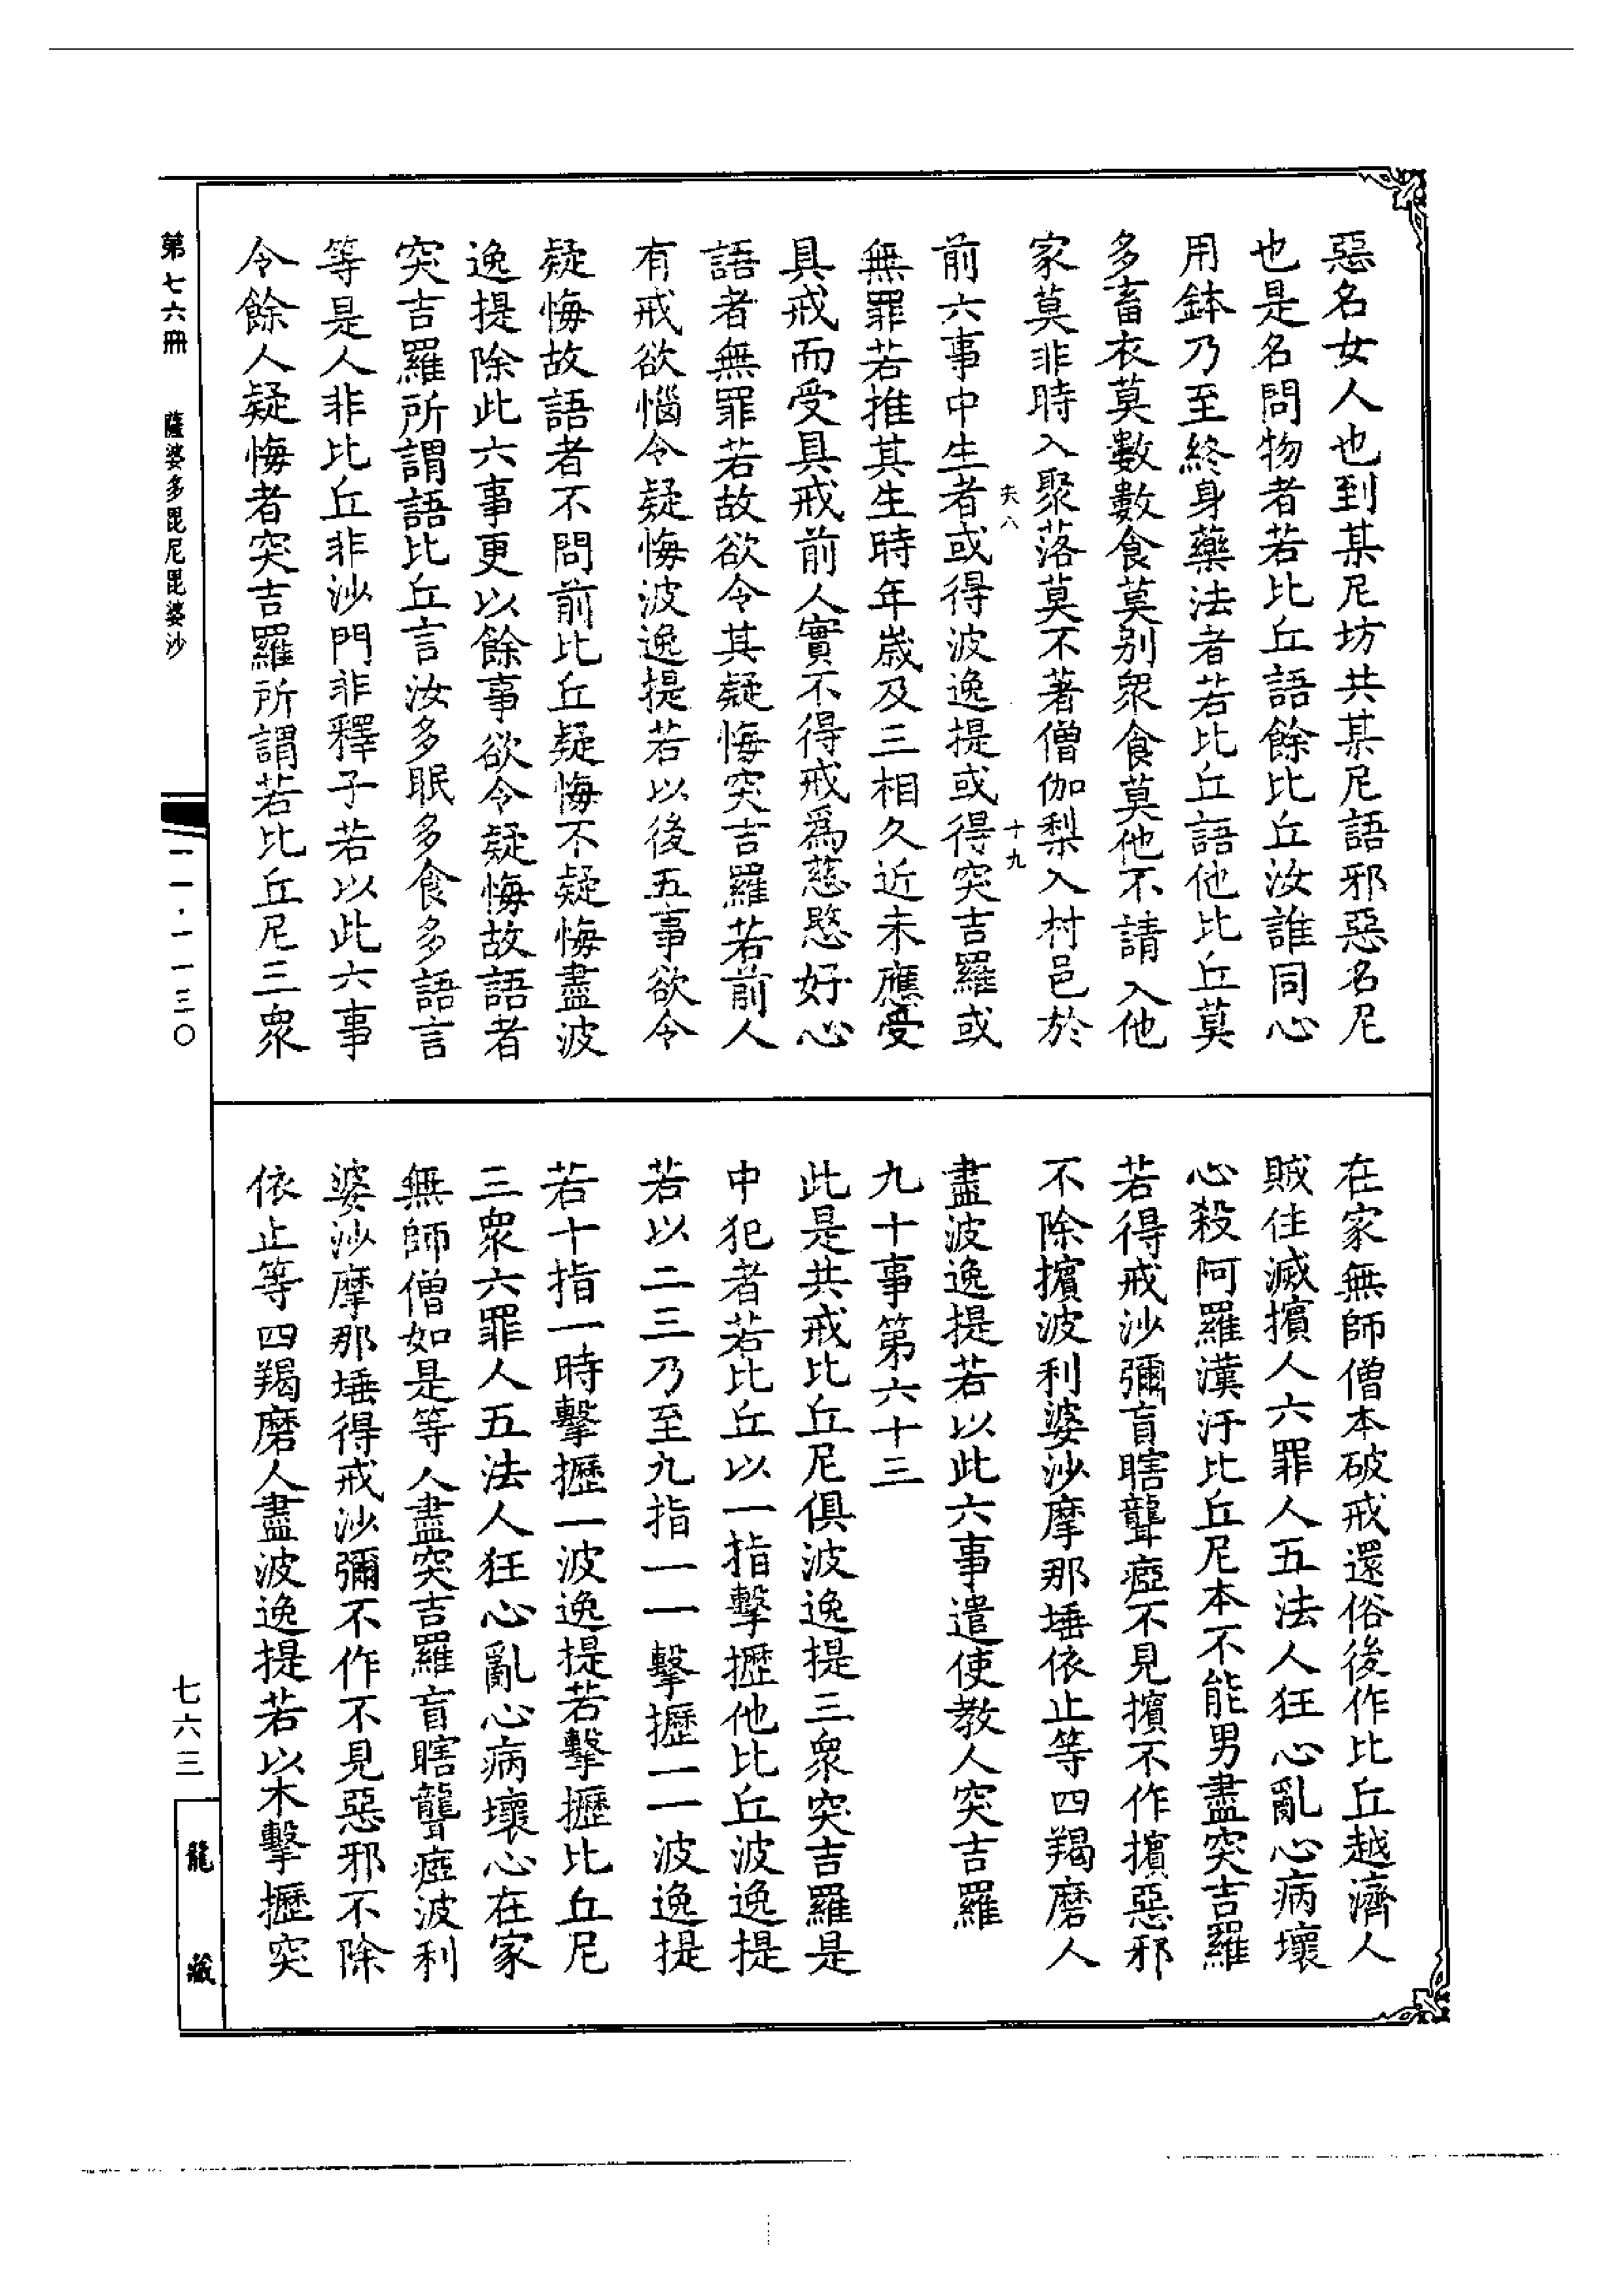 惡名女人也到某尼坊共某尼語邪惡名尼
也是名問物者若比丘語餘比丘汝誰同心
用鉢乃至終身藥法者若比丘語他比丘莫
多畜衣莫數數食莫別衆食莫他不請入他
家莫非時入聚落莫不著僧伽梨入村邑於
十九
前六事中生者或得波逸提或得突吉羅或
無罪若推其生時年歲及三相久近未應受
具戒而受具戒前人實不得戒爲慈愍好心
語者無罪若故欲令其疑悔突吉羅若前人
有戒欲惱令疑悔波逸提若以後五事欲令
疑悔故語者不問前比丘疑悔不疑悔盡波
逸提除此六事更以餘事欲令疑悔故語者
突吉羅所謂語比丘言汝多眠多食多語言
等是人非比丘非沙門非釋子若以此六事
令餘人疑悔者突吉羅所謂若比丘尼三衆
在家無師僧本破戒還俗後作比丘越濟人
賊住滅擯人六罪人五法人狂心亂心病壞
心殺阿羅漢汙比丘尼本不能男盡突吉羅
若得戒沙彌盲瞎聾瘂不見擯不作擯惡邪
不除擯波利婆沙摩那埵依止等四羯磨人
盡波逸提若以此六事遣使教人突吉羅
九十事第六十三
此是共戒比丘尼俱波逸提三衆突吉羅是
中犯者若比丘以一指擊攊他比丘波逸提
若以二三乃至九指一一擊攊一一波逸提
若十指一時擊攊一波逸提若擊攊比丘尼
三衆六罪人五法人狂心亂心病壞心在家
無師僧如是等人盡突吉羅盲瞎聾瘂波利
婆沙摩那埵得戒沙彌不作不見惡邪不除
依止等四羯磨人盡波逸提若以木擊攊突
第七六冊 薩婆多毘尼毘婆沙
一一·一一三〇
七六三
龍藏